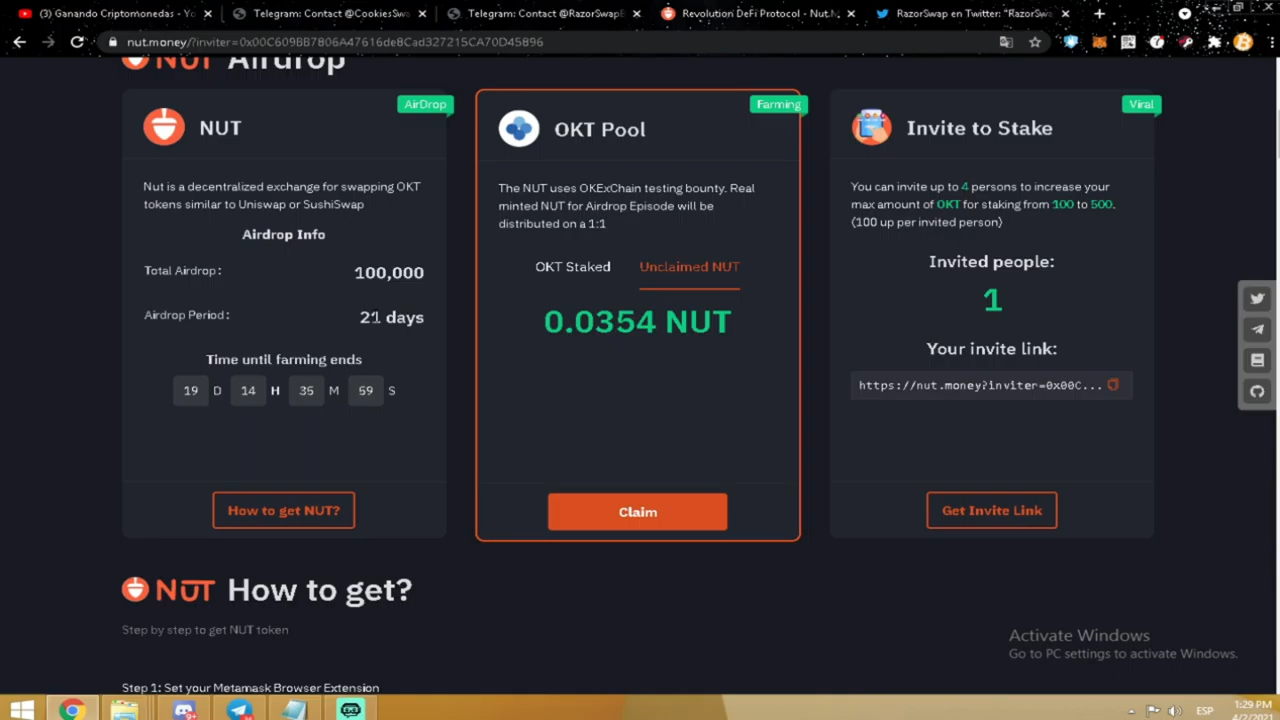 (3) Ganando Criptomonedas - Yo
Telegram: Contact @CookiesSwa
Telegram: Contact @RazorSwapB
Revolution DeFi Protocol - Nut.M
RazorSwap en Twitter: "RazorSwa
nut.money/?inviter=0x00C609BB7806A47616de8Cad327215CA70D45896
NUT Airdrop
AirDrop
NUT
Nut is a decentralized exchange for swapping OKT
tokens similar to Uniswap or SushiSwap
Airdrop Info
Total Airdrop: 100,000
Airdrop Period: 21 days
Time until farming ends
19 D 14 H 35 M 59 S
How to get NUT?
Farming
OKT Pool
The NUT uses OKExChain testing bounty. Real
minted NUT for Airdrop Episode will be
distributed on a 1:1
OKT Staked Unclaimed NUT
0.0354 NUT
Claim
Viral
Invite to Stake
You can invite up to 4 persons to increase your
max amount of OKT for staking from 100 to 500.
(100 up per invited person)
Invited people:
1
Your invite link:
https://nut.money?inviter=0x00C...
Get Invite Link
NUT How to get?
Step by step to get NUT token
Step 1: Set your Metamask Browser Extension
Activate Windows
Go to PC settings to activate Windows.
ESP
1:29 PM
4/2/2021